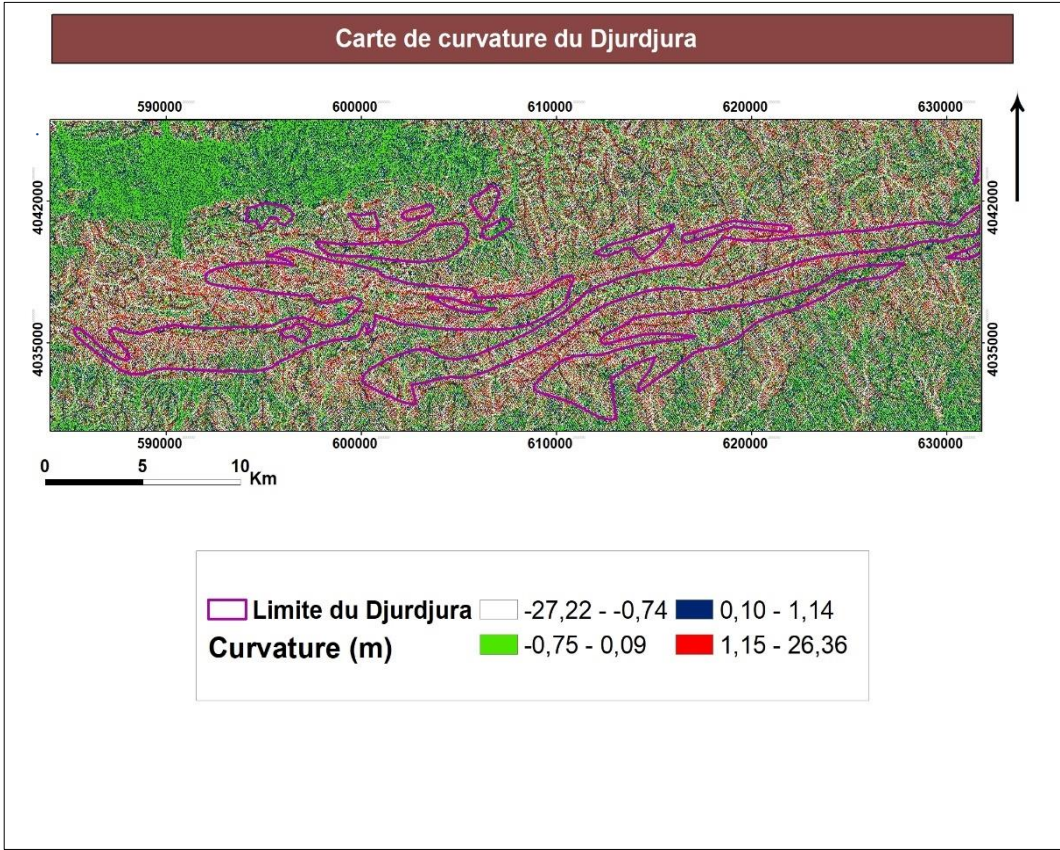 Carte de curvature du Djurdjura
590000 600000 610000 620000 630000
4042000 4042000
4035000 4035000
590000 600000 610000 620000 630000
0 5 10
Km
Limite du Djurdjura -27,22 - -0,74 0,10 - 1,14
Curvature (m) -0,75 - 0,09 1,15 - 26,36